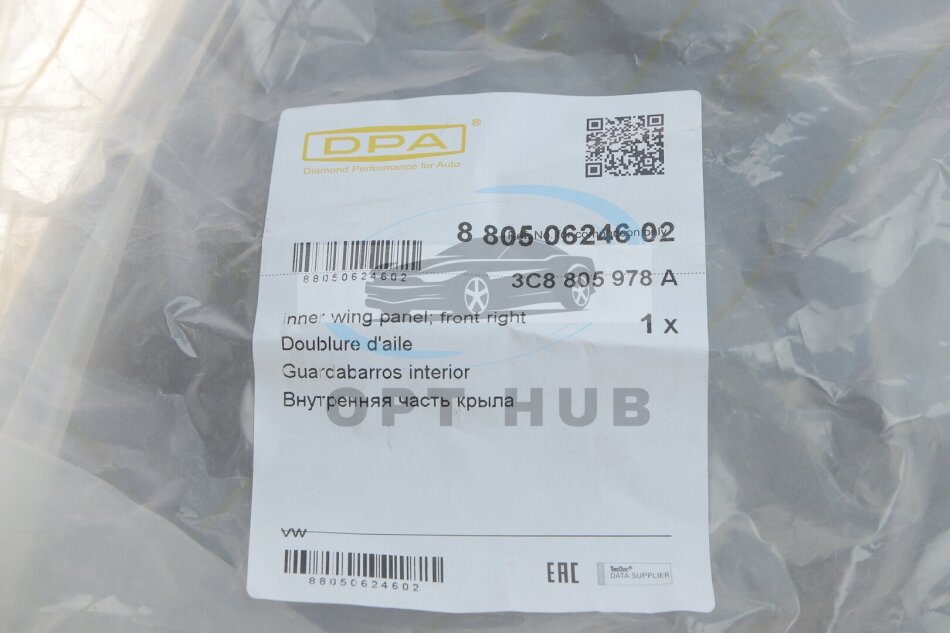 DPA®
Diamond Performance for Auto
8 805 06246 02
88050624602
3C8 805 978 A
inner wing panel; front right
1 x
Doublure d'aile
Guardabarros interior
Внутренняя часть крыла
OPT HUB
VW
88050624602
EAC
TecDoc®
DATA SUPPLIER